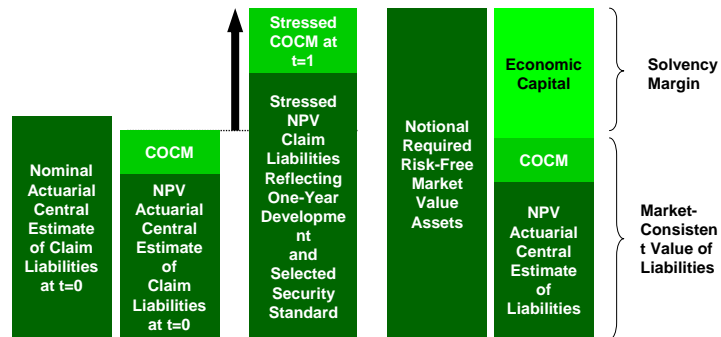 Nominal
Actuarial
Central
Estimate
of Claim
Liabilities
at t=0
COCM
NPV
Actuarial
Central
Estimate
of
Claim
Liabilities
at t=0
Stressed
COCM at
t=1
Stressed
NPV
Claim
Liabilities
Reflecting
One-Year
Developme
nt
and
Selected
Security
Standard
Notional
Required
Risk-Free
Market
Value
Assets
Economic
Capital
COCM
NPV
Actuarial
Central
Estimate
of
Liabilities
Solvency
Margin
Market-
Consisten
t Value of
Liabilities